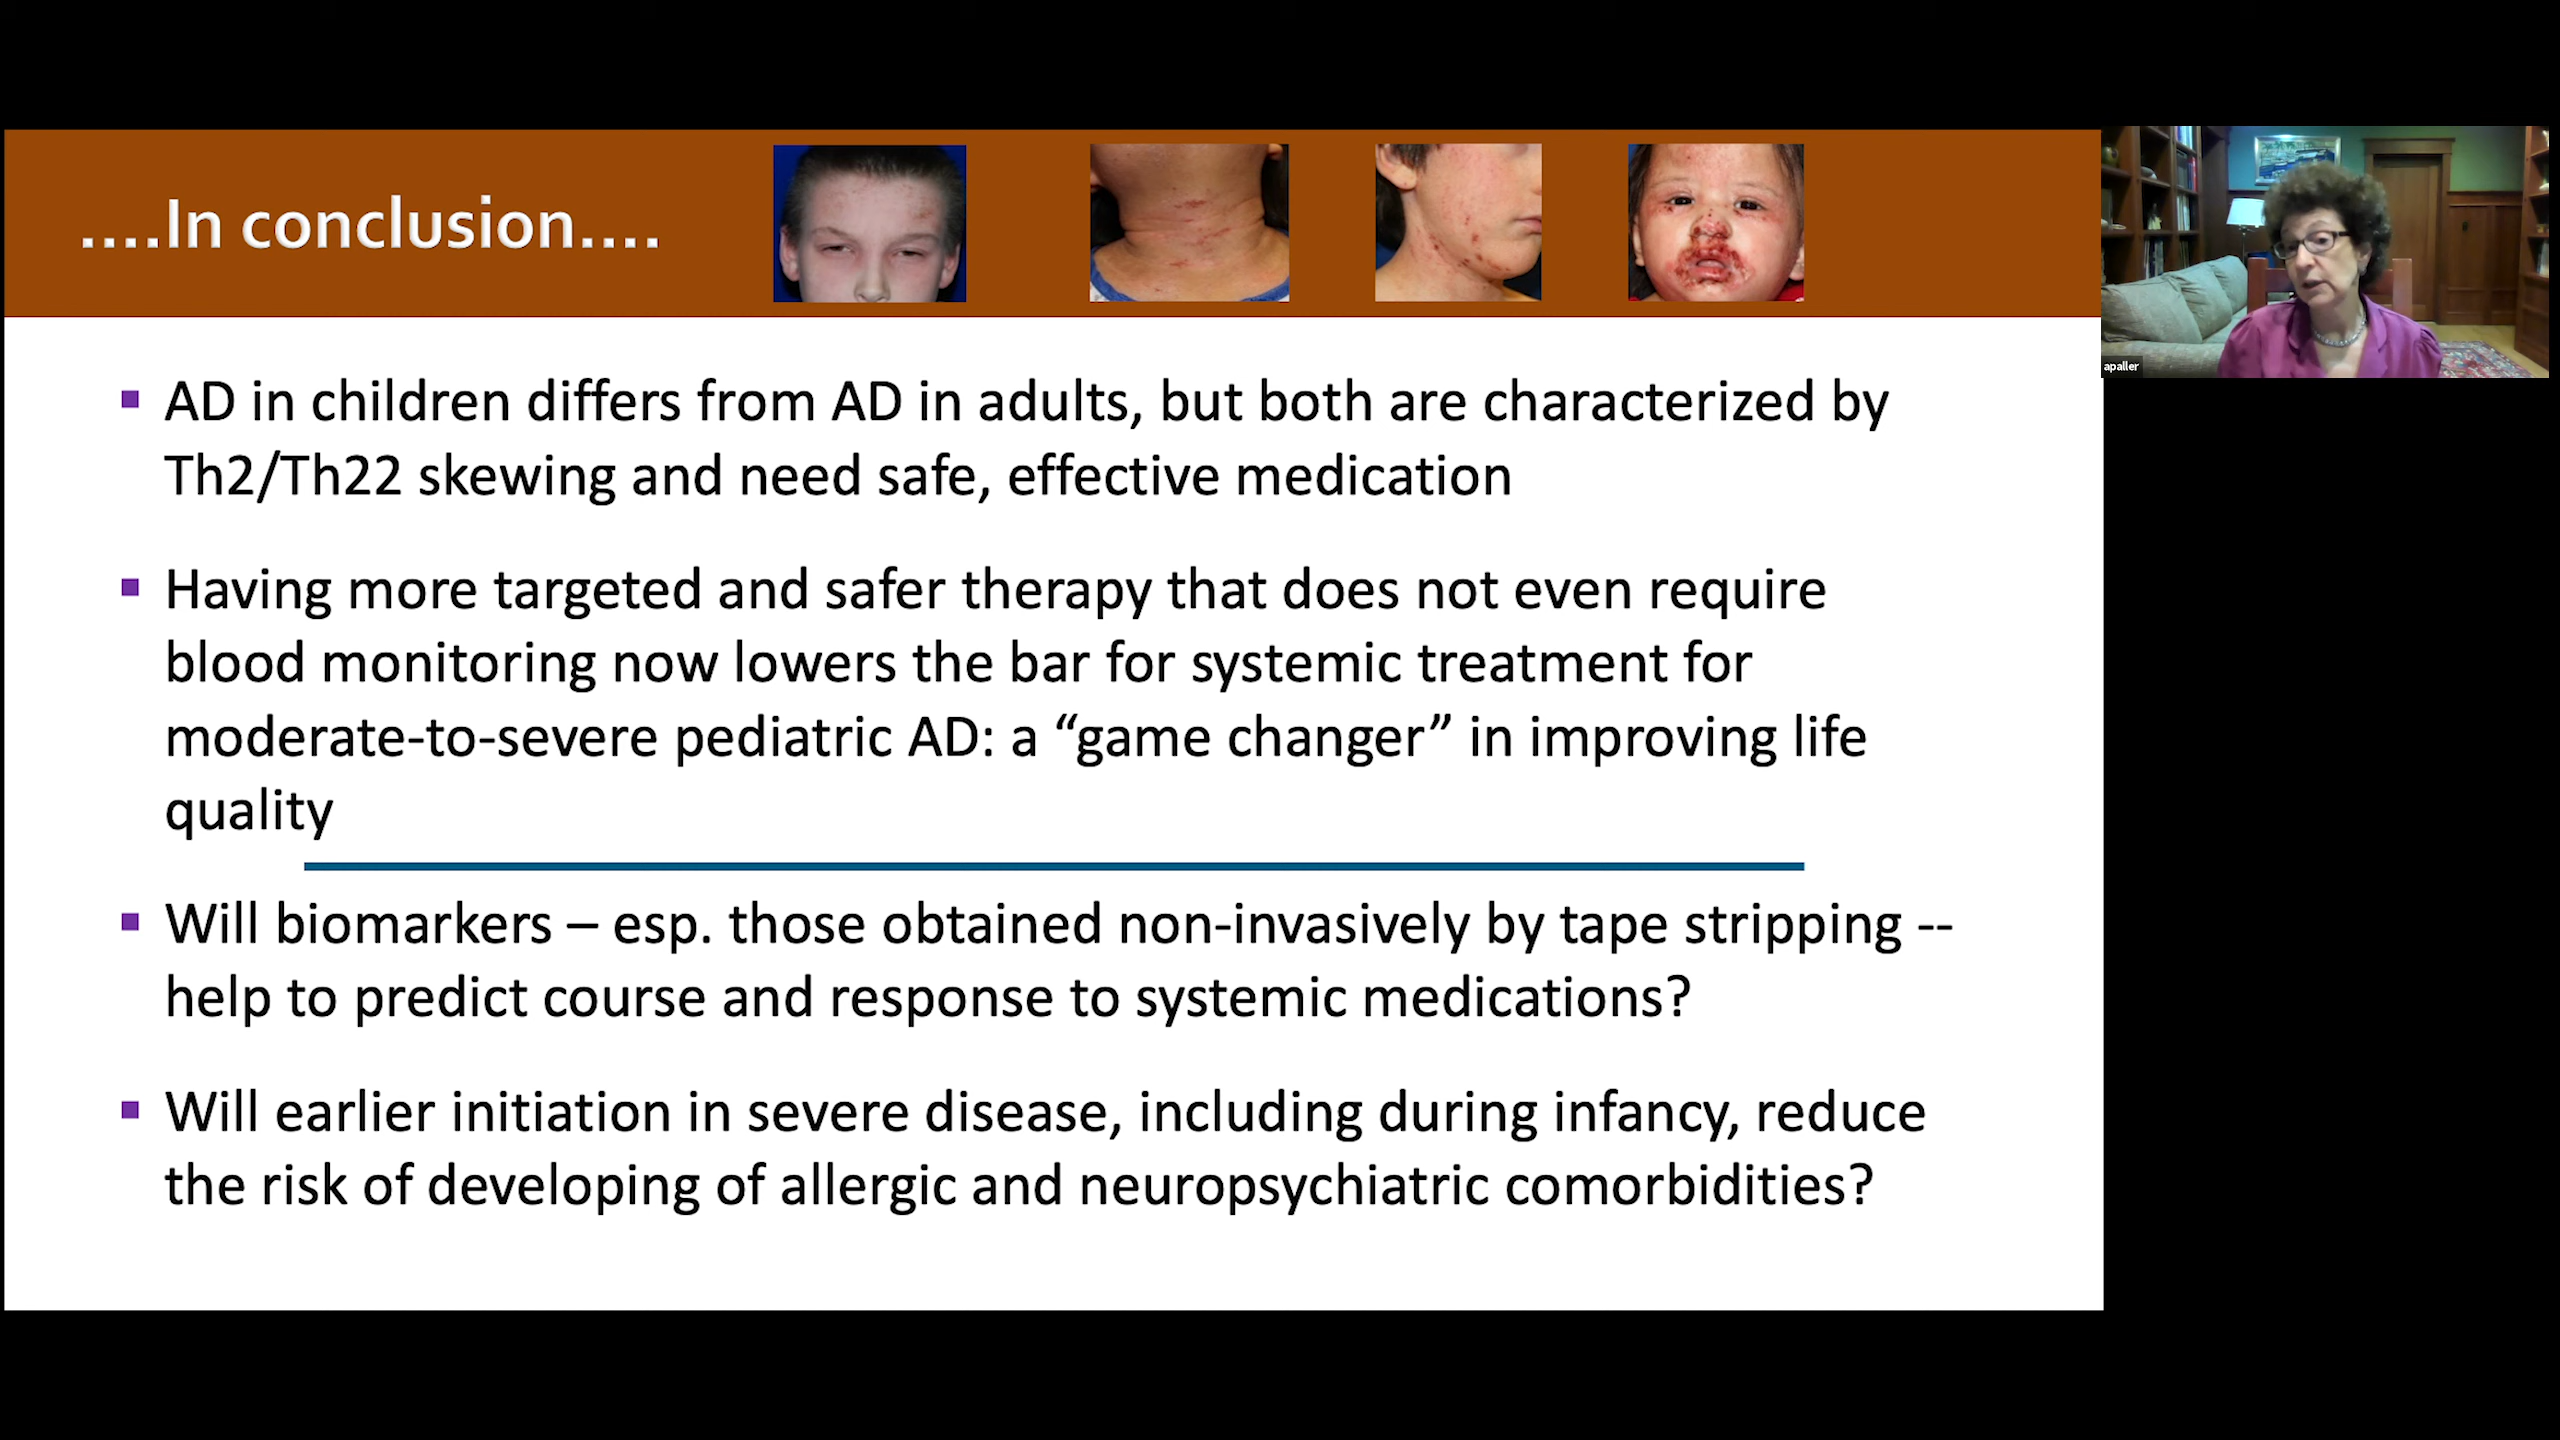 ....In conclusion....
apaller
▪ AD in children differs from AD in adults, but both are characterized by
Th2/Th22 skewing and need safe, effective medication
▪ Having more targeted and safer therapy that does not even require
blood monitoring now lowers the bar for systemic treatment for
moderate-to-severe pediatric AD: a “game changer” in improving life
quality
▪ Will biomarkers – esp. those obtained non-invasively by tape stripping --
help to predict course and response to systemic medications?
▪ Will earlier initiation in severe disease, including during infancy, reduce
the risk of developing of allergic and neuropsychiatric comorbidities?